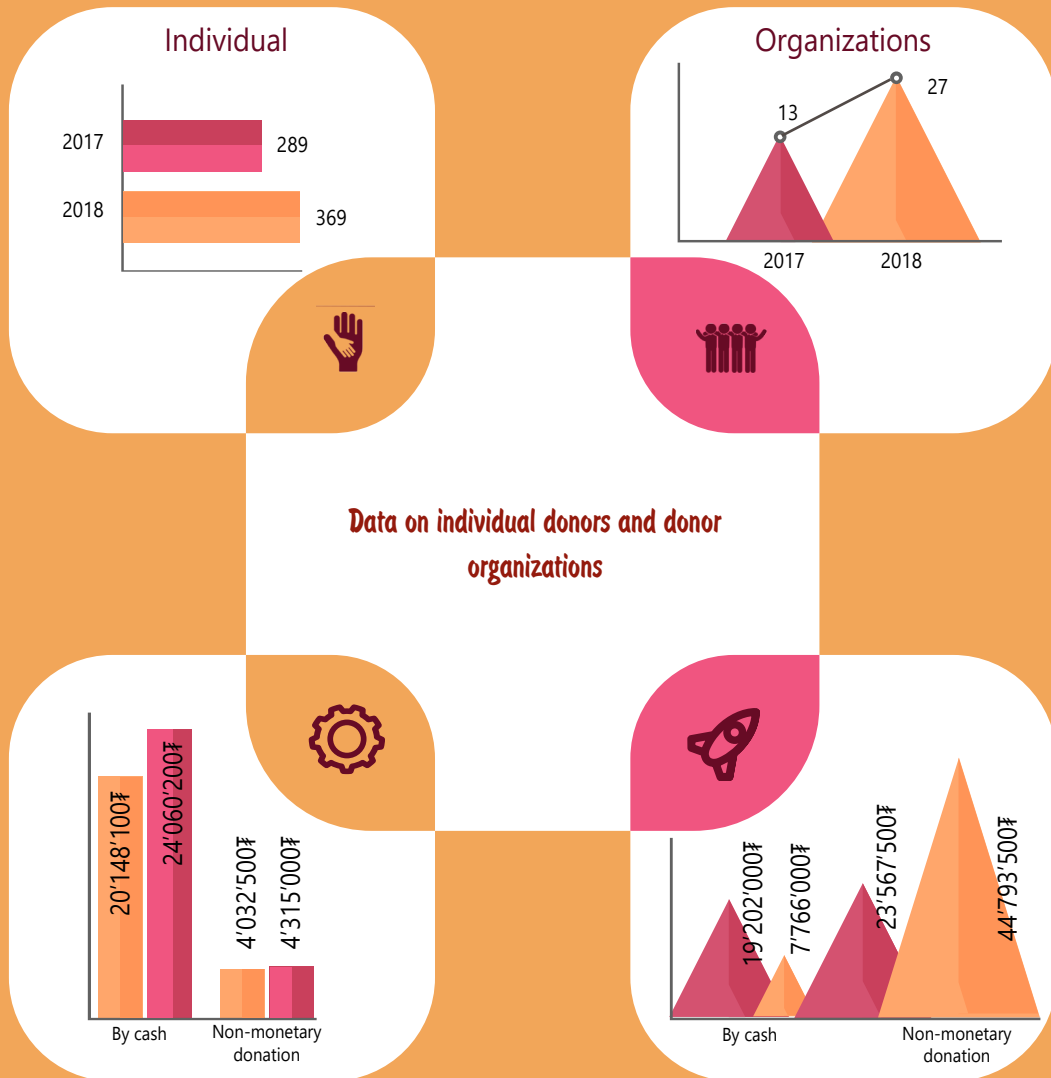 Individual
2017
289
2018
369
Organizations
13
27
2017
2018
Data on individual donors and donor
organizations
20’148’100₮
24’060’200₮
4’032’500₮
4’315’000₮
By cash
Non-monetary
donation
19’202’000₮
7’766’000₮
23’567’500₮
44’793’500₮
By cash
Non-monetary
donation